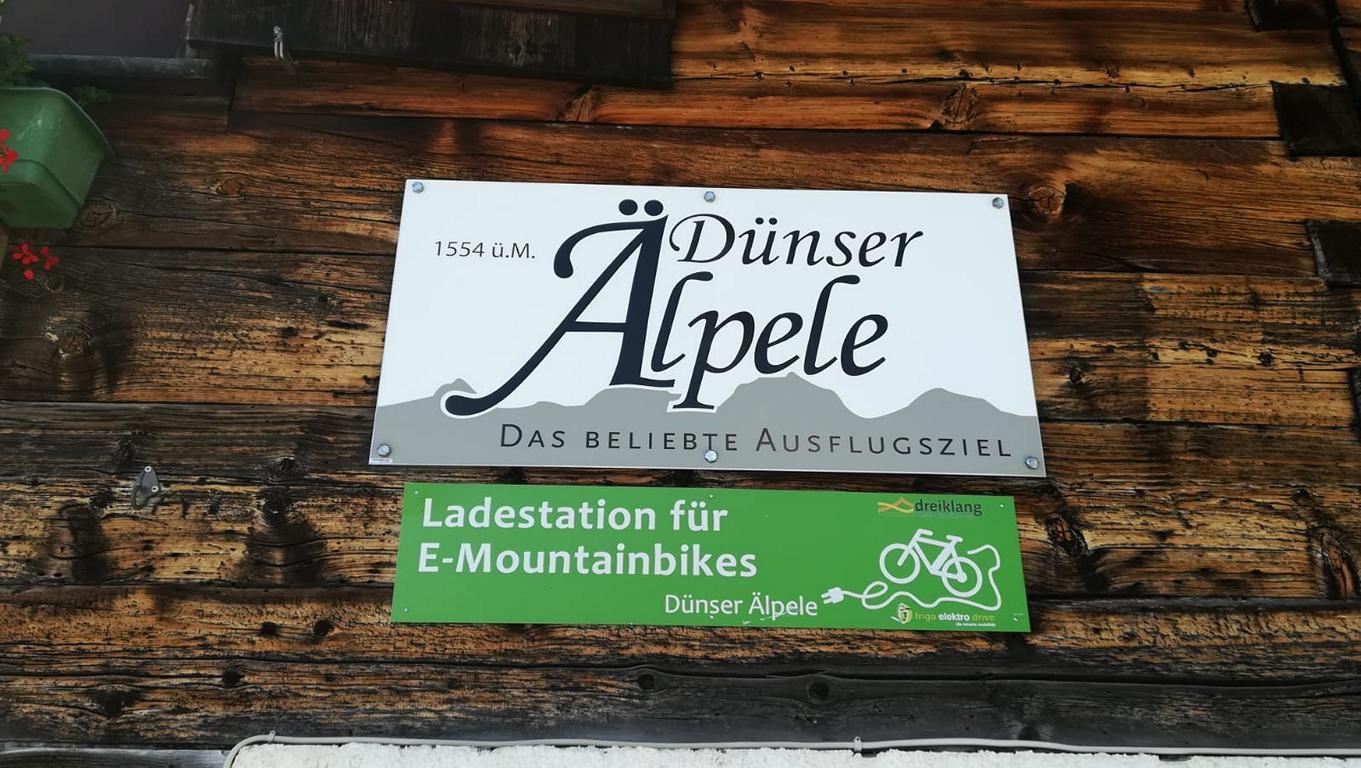 1554 ü.M.
Dünser
Älpele
Das beliebte Ausflugsziel
Ladestation für
E-Mountainbikes
dreiklang
Dünser Älpele
frigo elektro drive